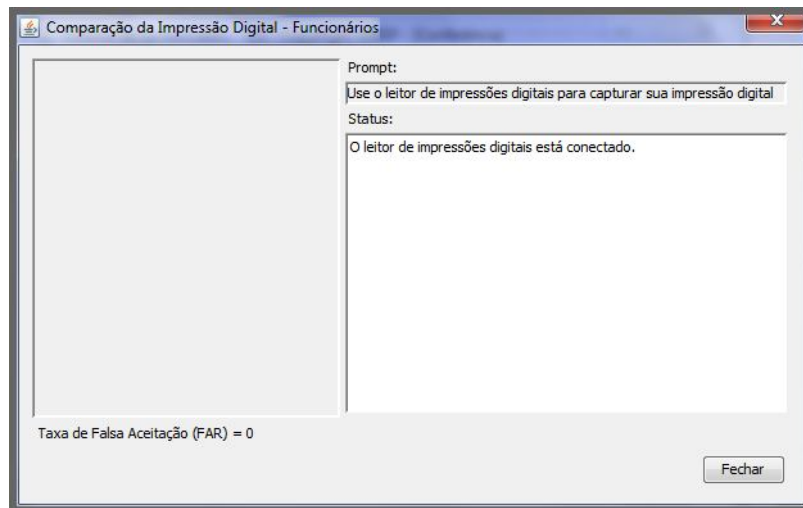 Comparação da Impressão Digital - Funcionários
Prompt:
Use o leitor de impressões digitais para capturar sua impressão digital
Status:
O leitor de impressões digitais está conectado.
Taxa de Falsa Aceitação (FAR) = 0
Fechar